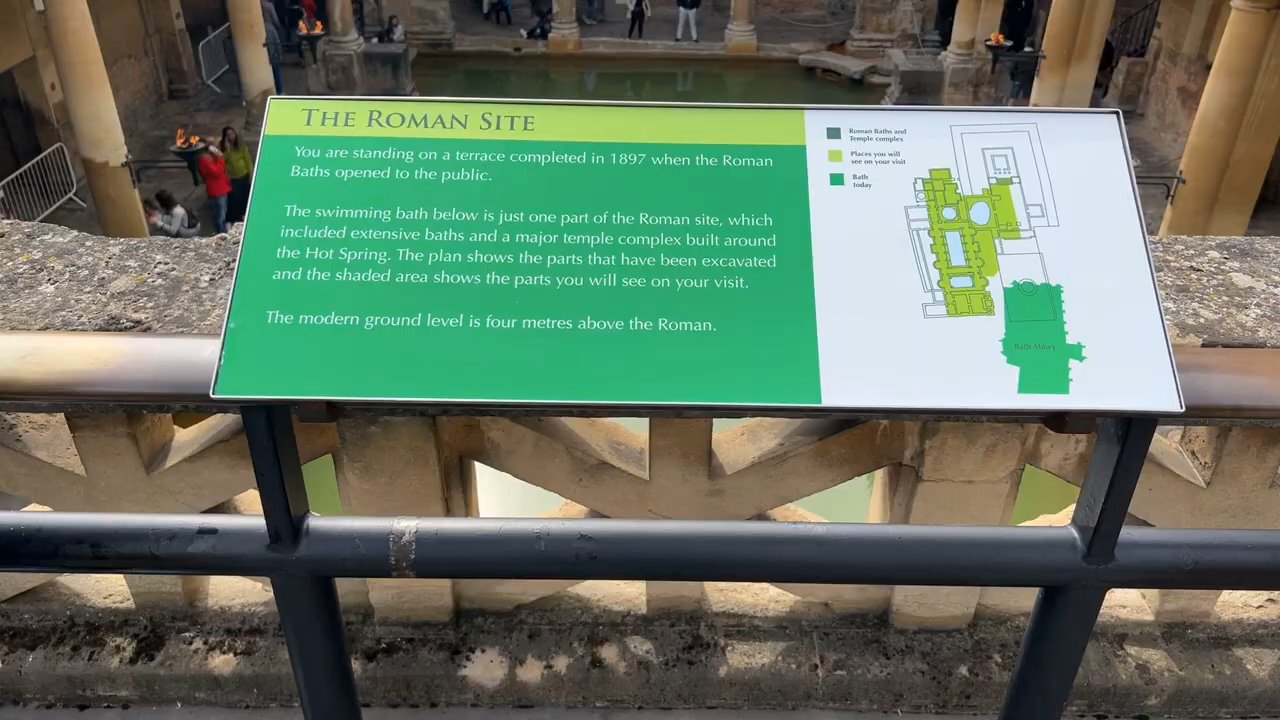 THE ROMAN SITE
You are standing on a terrace completed in 1897 when the Roman
Baths opened to the public.
The swimming bath below is just one part of the Roman site, which
included extensive baths and a major temple complex built around
the Hot Spring. The plan shows the parts that have been excavated
and the shaded area shows the parts you will see on your visit.
The modern ground level is four metres above the Roman.
Roman Baths and
Temple complex
Places you will
see on your visit
Bath
today
Bath Abbey